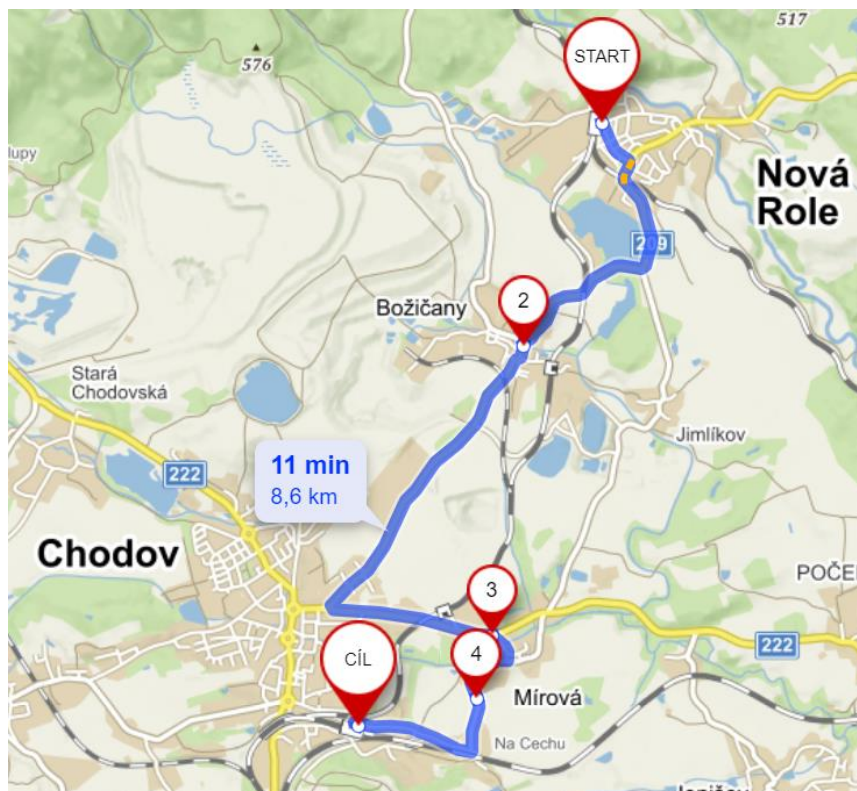 517
START
576
lupy
Nová
Role
209
2
Božičany
Stará
Chodovská
Jimlíkov
11 min
8,6 km
222
Chodov
3
POČE
222
CÍL
4
Mírová
Na Cechu